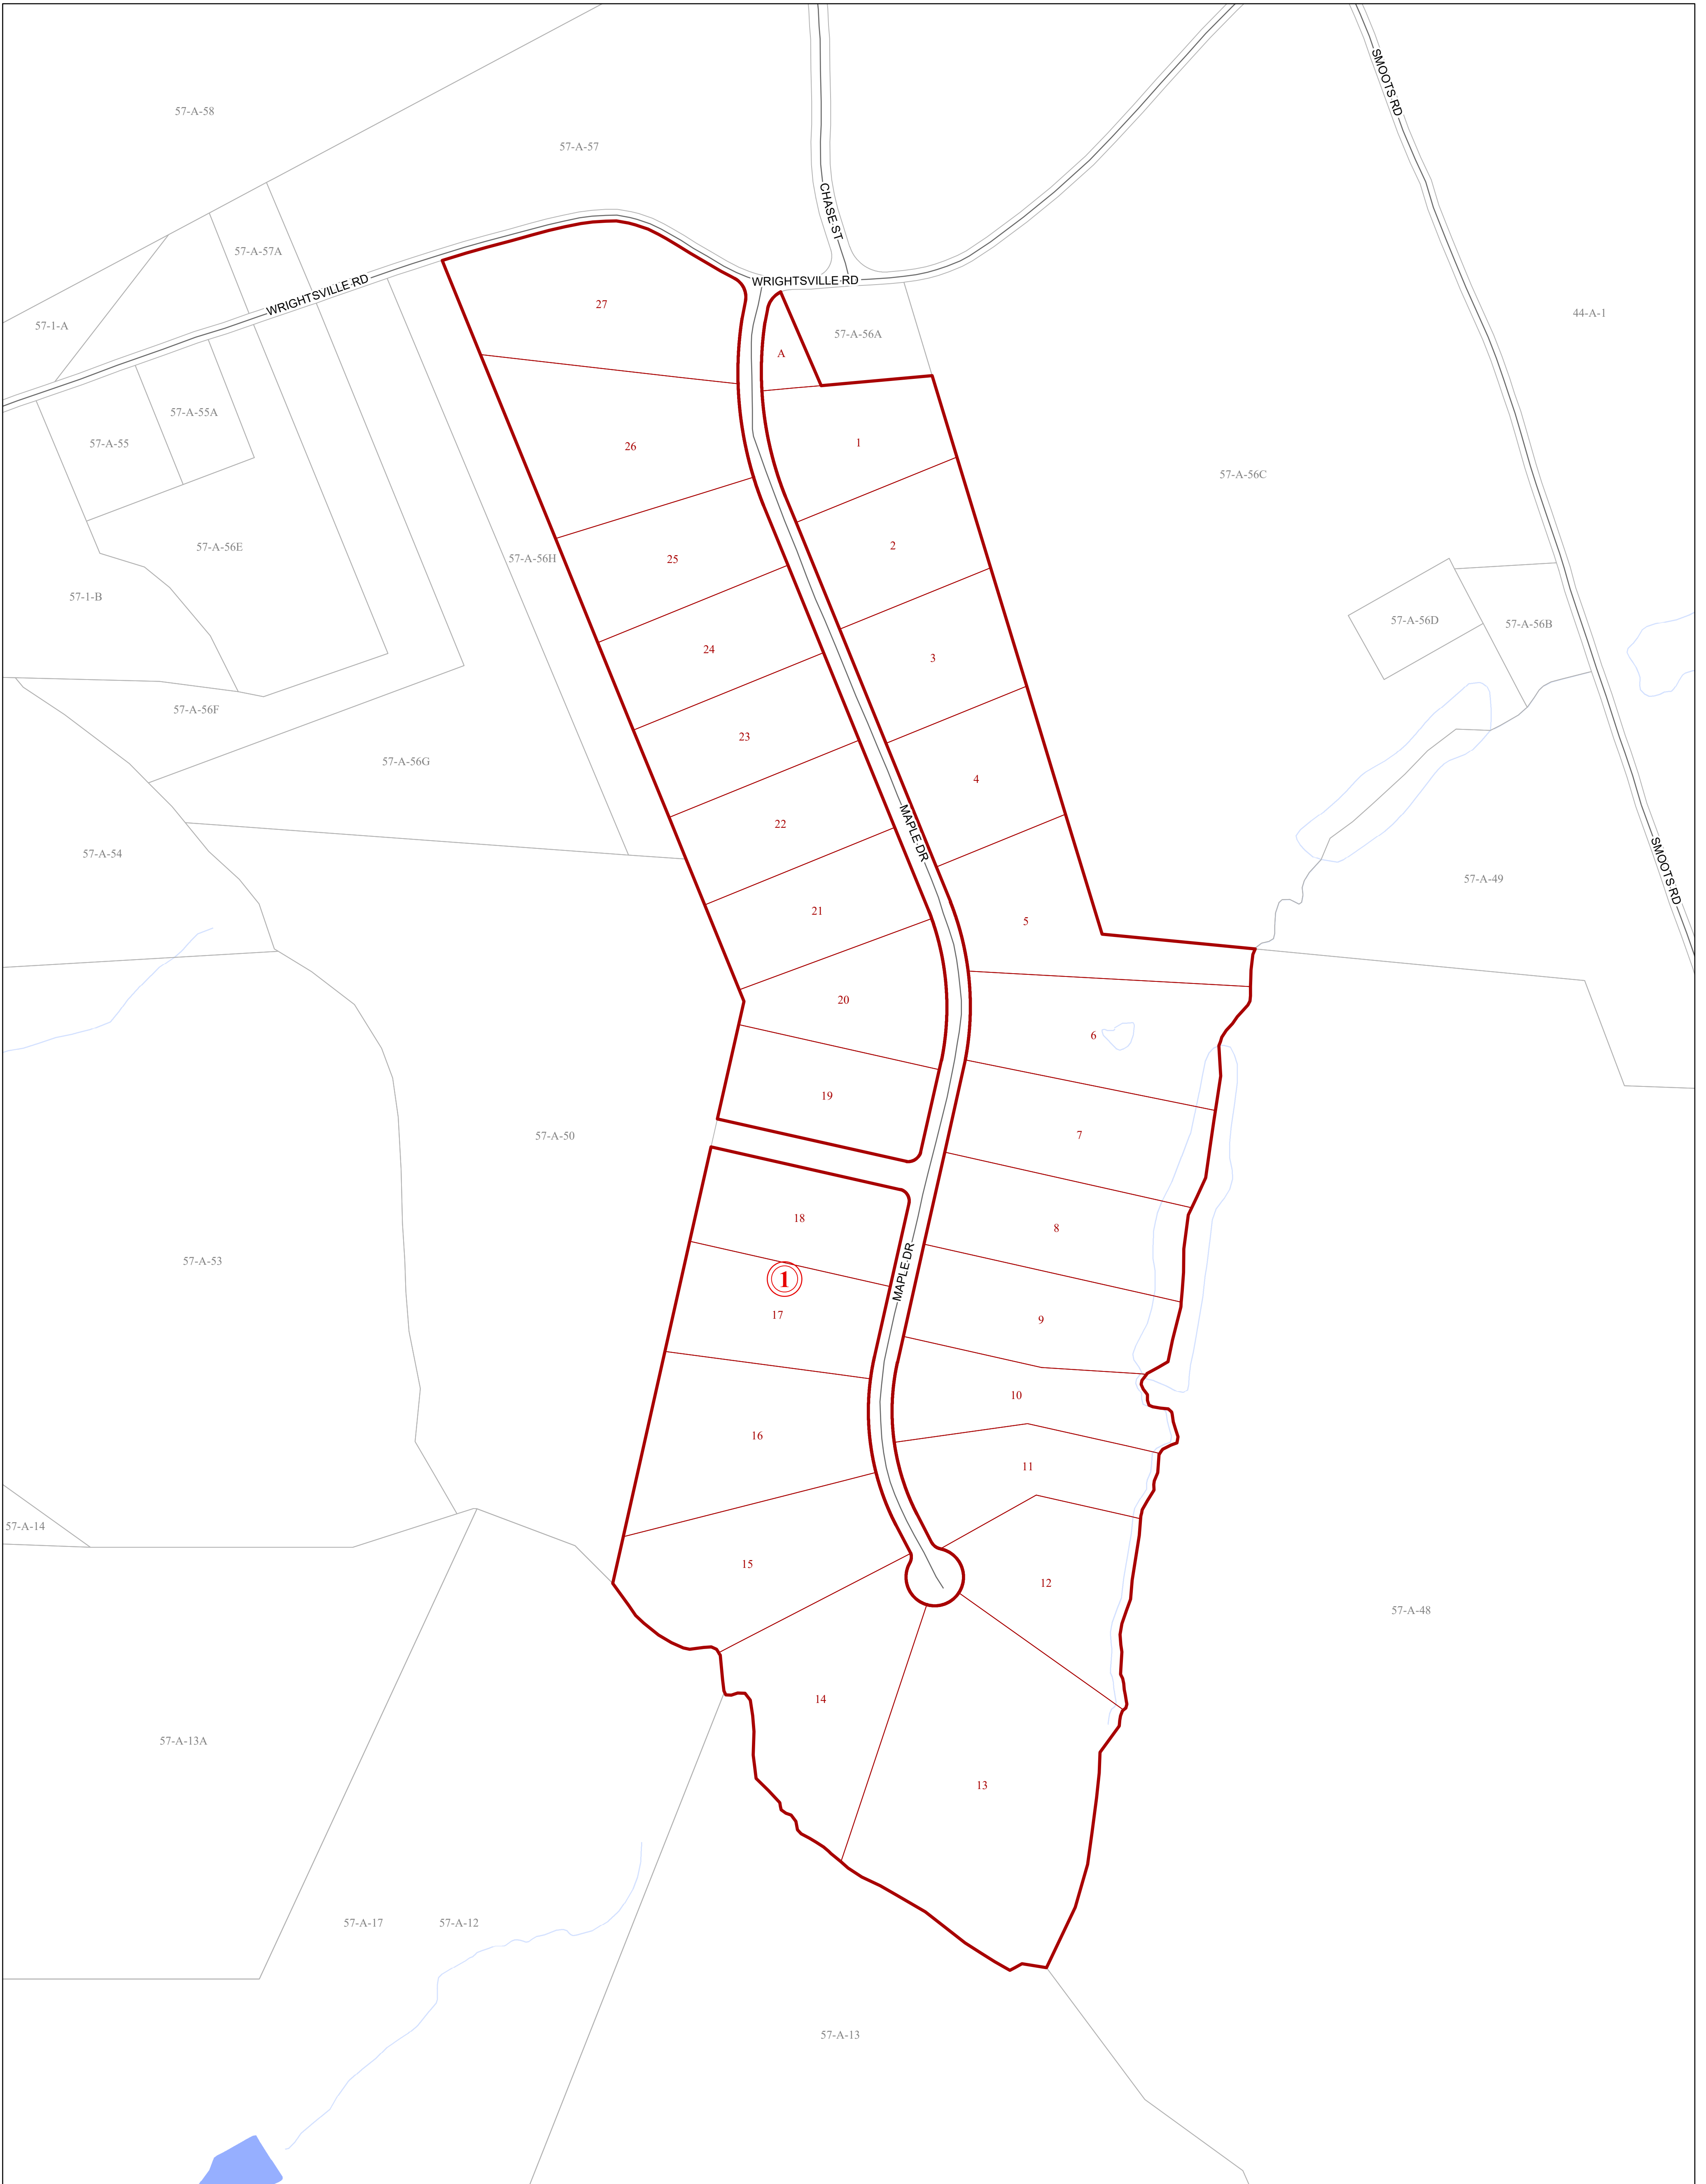 SMOOTS RD
57-A-58
57-A-57
CHASE ST
57-A-57A
WRIGHTSVILLE RD
WRIGHTSVILLE RD
27
44-A-1
57-1-A
57-A-56A
A
57-A-55A
57-A-55
26
1
57-A-56C
57-A-56E
57-A-56H
25
2
57-1-B
57-A-56D
57-A-56B
24
3
57-A-56F
23
57-A-56G
4
22
MAPLE DR
57-A-54
SMOOTS RD
57-A-49
21
5
20
6
19
7
57-A-50
18
8
57-A-53
MAPLE DR
1
17
9
10
16
11
57-A-14
15
12
57-A-48
14
57-A-13A
13
57-A-17
57-A-12
57-A-13